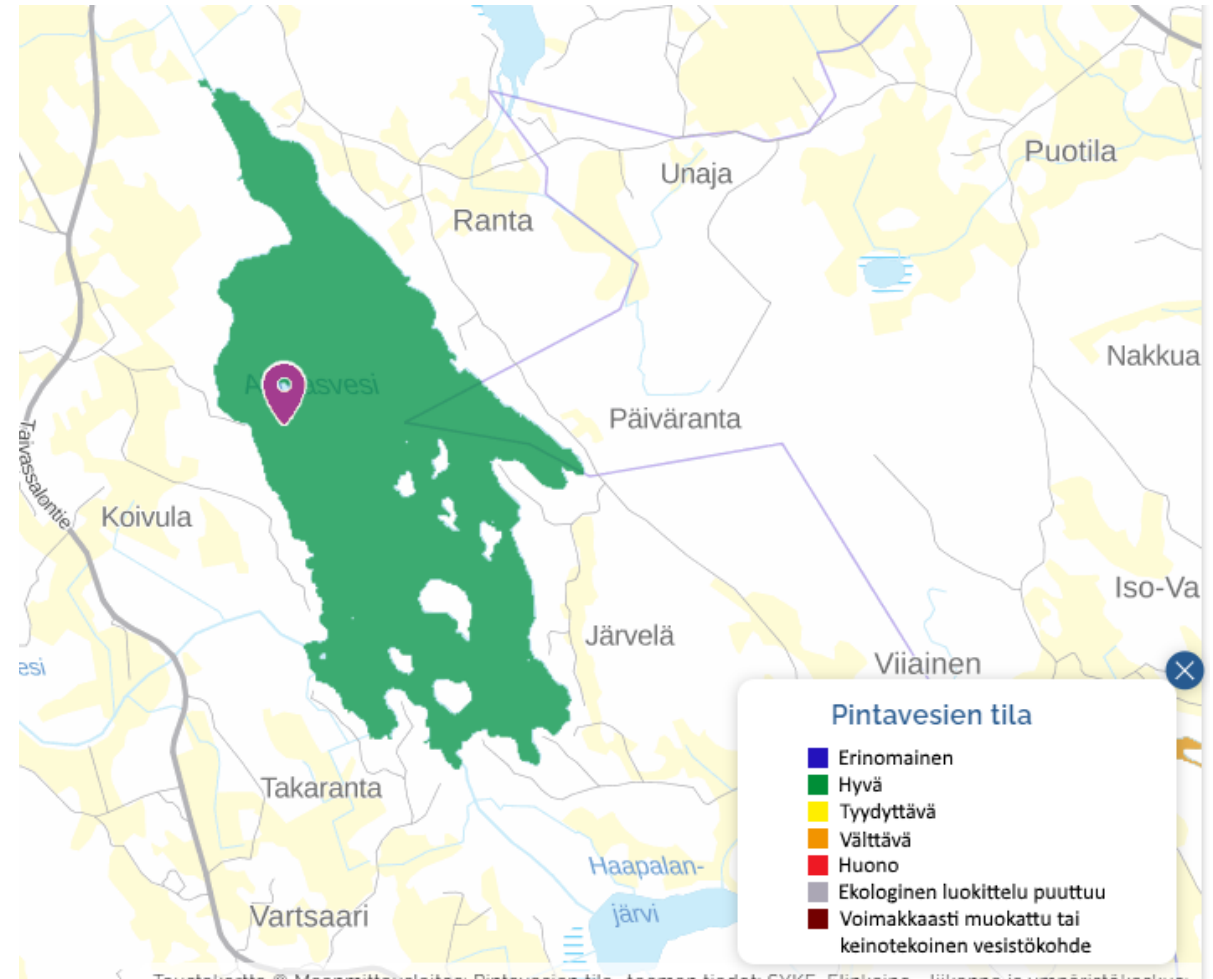 Puotila
Unaja
Ranta
Nakkua
Päiväranta
Taivassalontie
Koivula
Iso-Va
Järvelä
esi
Viiainen
Pintavesien tila
Erinomainen
Hyvä
Tyydyttävä
Välttävä
Huono
Ekologinen luokittelu puuttuu
Voimakkaasti muokattu tai
keinotekoinen vesistökohde
Takaranta
Haapalan-
järvi
Vartsaari